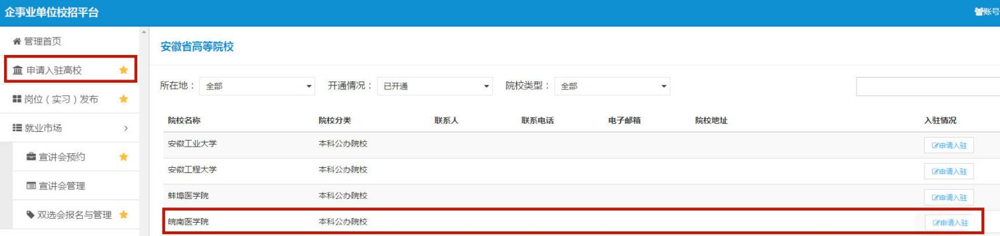 企事业单位校招平台
账号
管理首页
申请入驻高校
岗位（实习）发布
就业市场
宣讲会预约
宣讲会管理
双选会报名与管理
安徽省高等院校
所在地： 全部 开通情况： 已开通 院校类型： 全部
院校名称 院校分类 联系人 联系电话 电子邮箱 院校地址 入驻情况
安徽工业大学 本科公办院校 申请入驻
安徽工程大学 本科公办院校 申请入驻
蚌埠医学院 本科公办院校 申请入驻
皖南医学院 本科公办院校 申请入驻